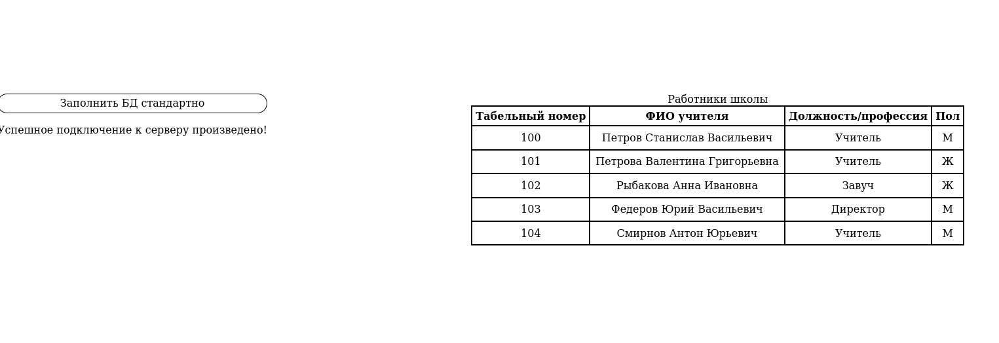 Заполнить БД стандартно
Успешное подключение к серверу произведено!
Работники школы
Табельный номер ФИО учителя Должность/профессия Пол
100 Петров Станислав Васильевич Учитель М
101 Петрова Валентина Григорьевна Учитель Ж
102 Рыбакова Анна Ивановна Завуч Ж
103 Федеров Юрий Васильевич Директор М
104 Смирнов Антон Юрьевич Учитель М